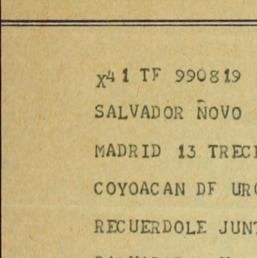 X41 TF 990819
SALVADOR ÑOVO
MADRID 13 TRECE
COYOACAN DF URG
RECUERDOLE JUNT